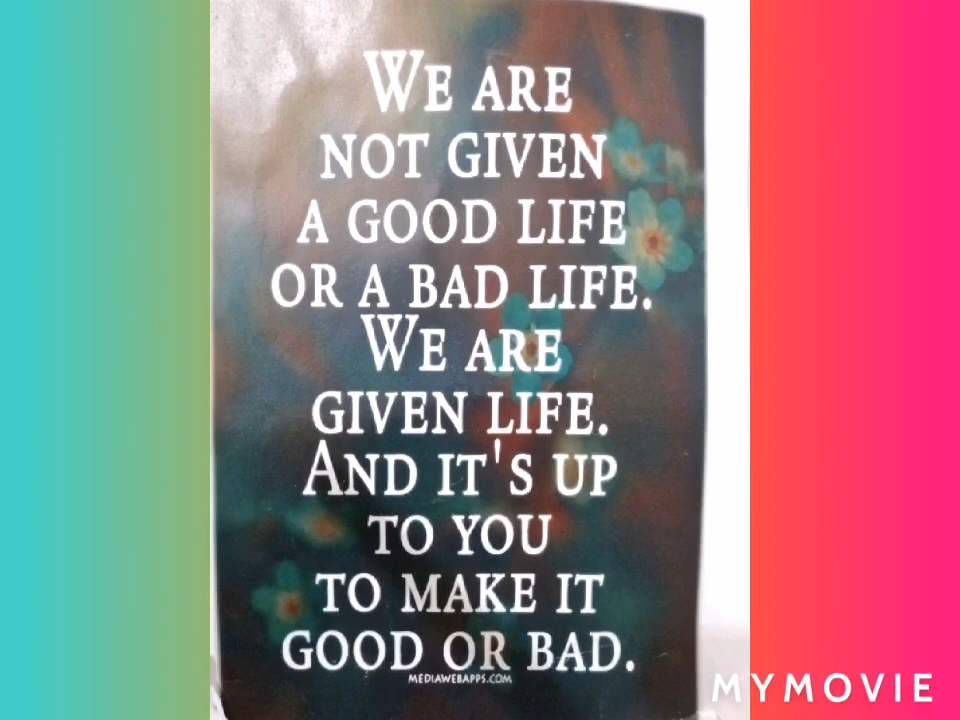 WE ARE
NOT GIVEN
A GOOD LIFE
OR A BAD LIFE.
WE ARE
GIVEN LIFE.
AND IT'S UP
TO YOU
TO MAKE IT
GOOD OR BAD.
MEDIAWEBAPPS.COM
MYMOVIE